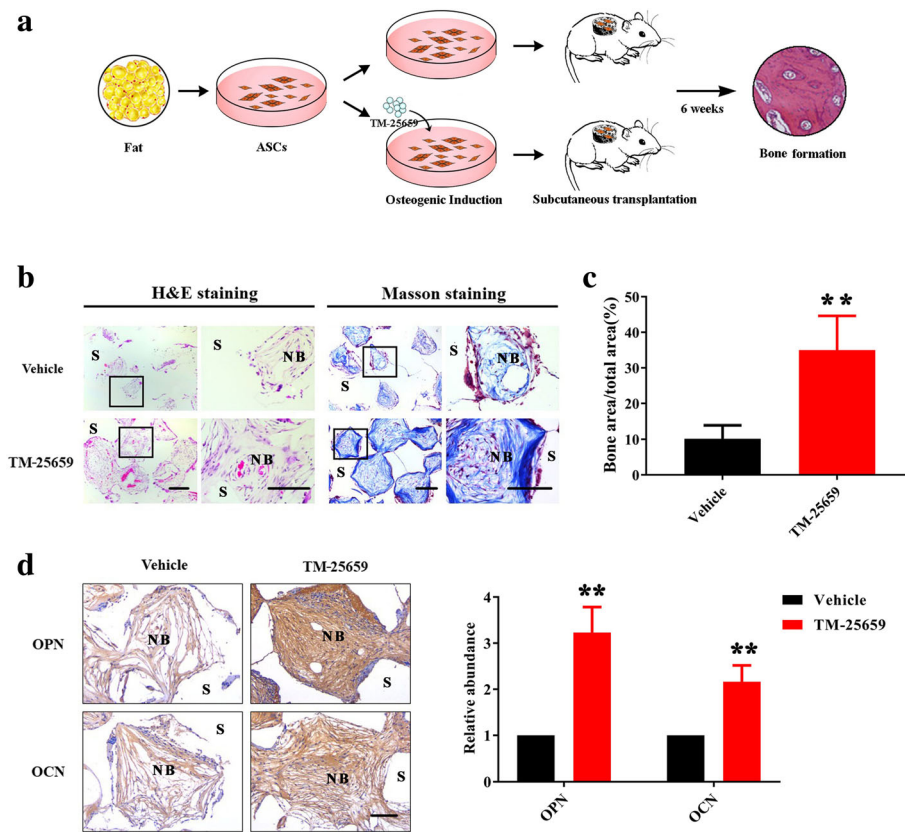 a
TM-25659
6 weeks
Fat
ASCs
Bone formation
Osteogenic Induction
Subcutaneous transplantation
b
H&E staining
Masson staining
Vehicle
S
S
NB
S
S
NB
TM-25659
S
S
NB
S
NB
S
c
Bone area/total area(%)
50
40
30
20
10
0
**
Vehicle
TM-25659
d
Vehicle
TM-25659
OPN
NB
S
NB
S
OCN
NB
S
NB
S
Relative abundance
4
3
2
1
0
**
**
OPN
OCN
Vehicle
TM-25659